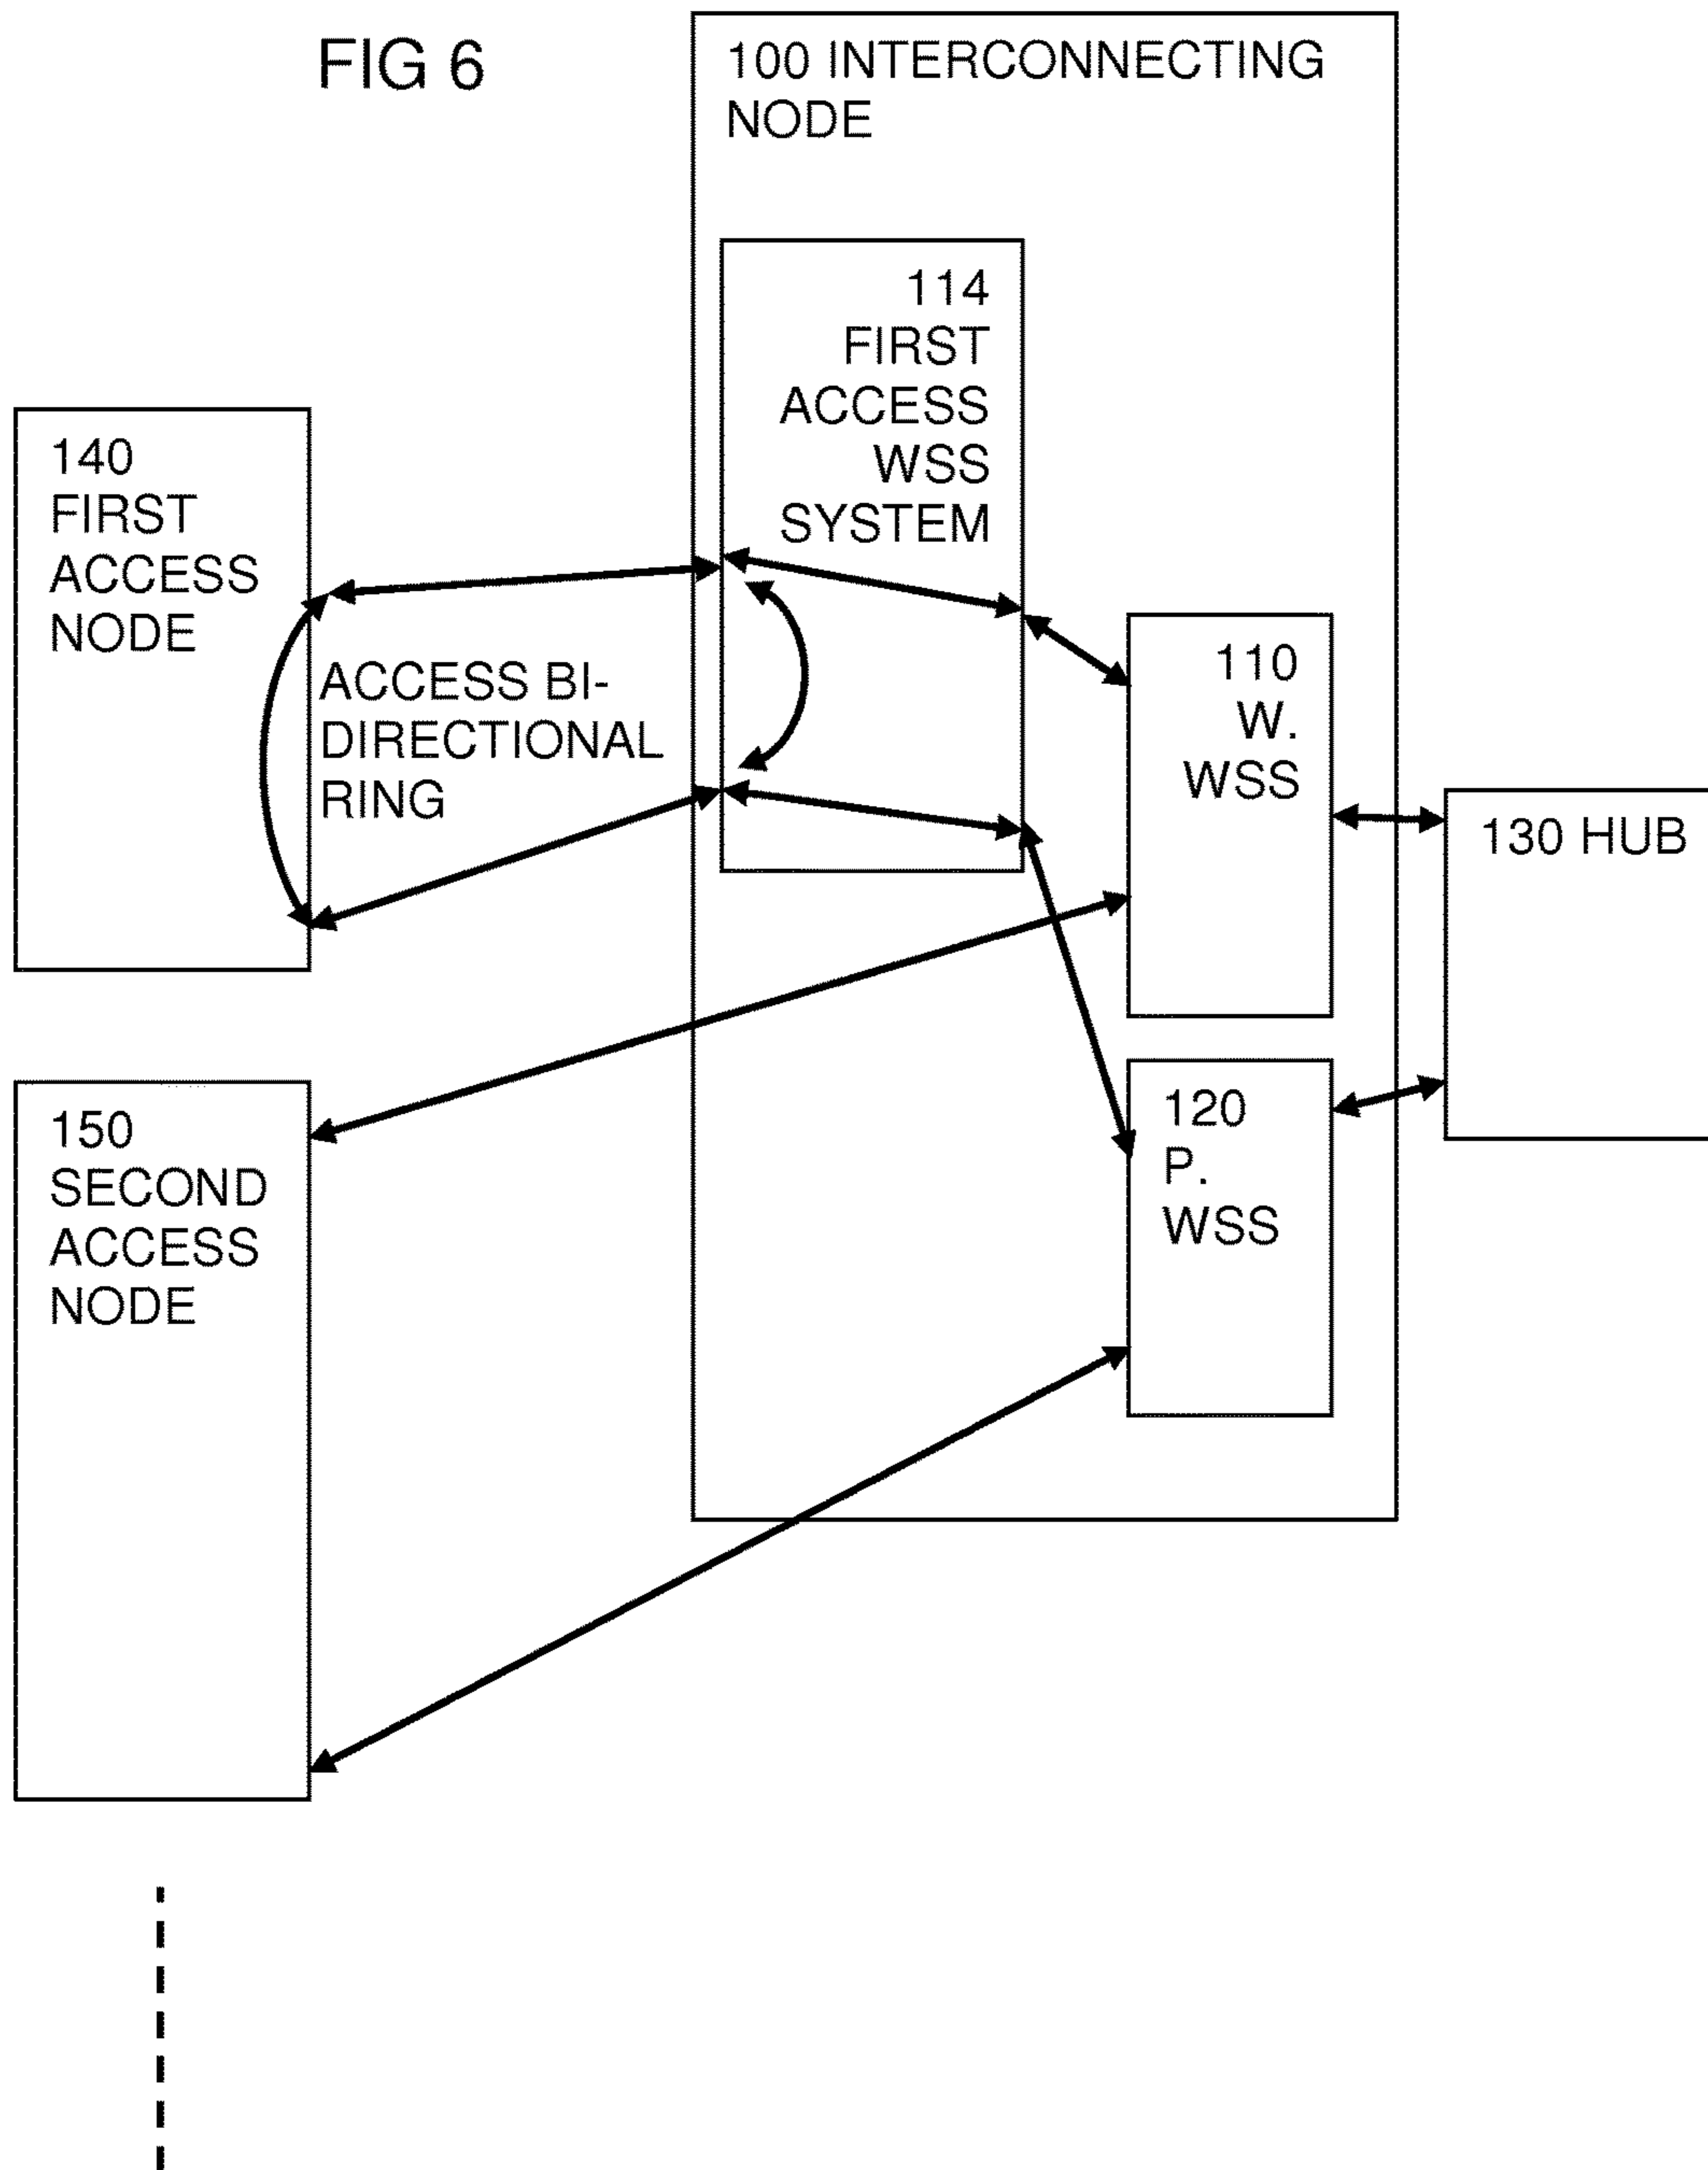 FIG 6
100 INTERCONNECTING
NODE
114
FIRST
ACCESS
WSS
SYSTEM
140
FIRST
ACCESS
NODE
ACCESS BI-
DIRECTIONAL
RING
110
W.
WSS
130 HUB
150
SECOND
ACCESS
NODE
120
P.
WSS